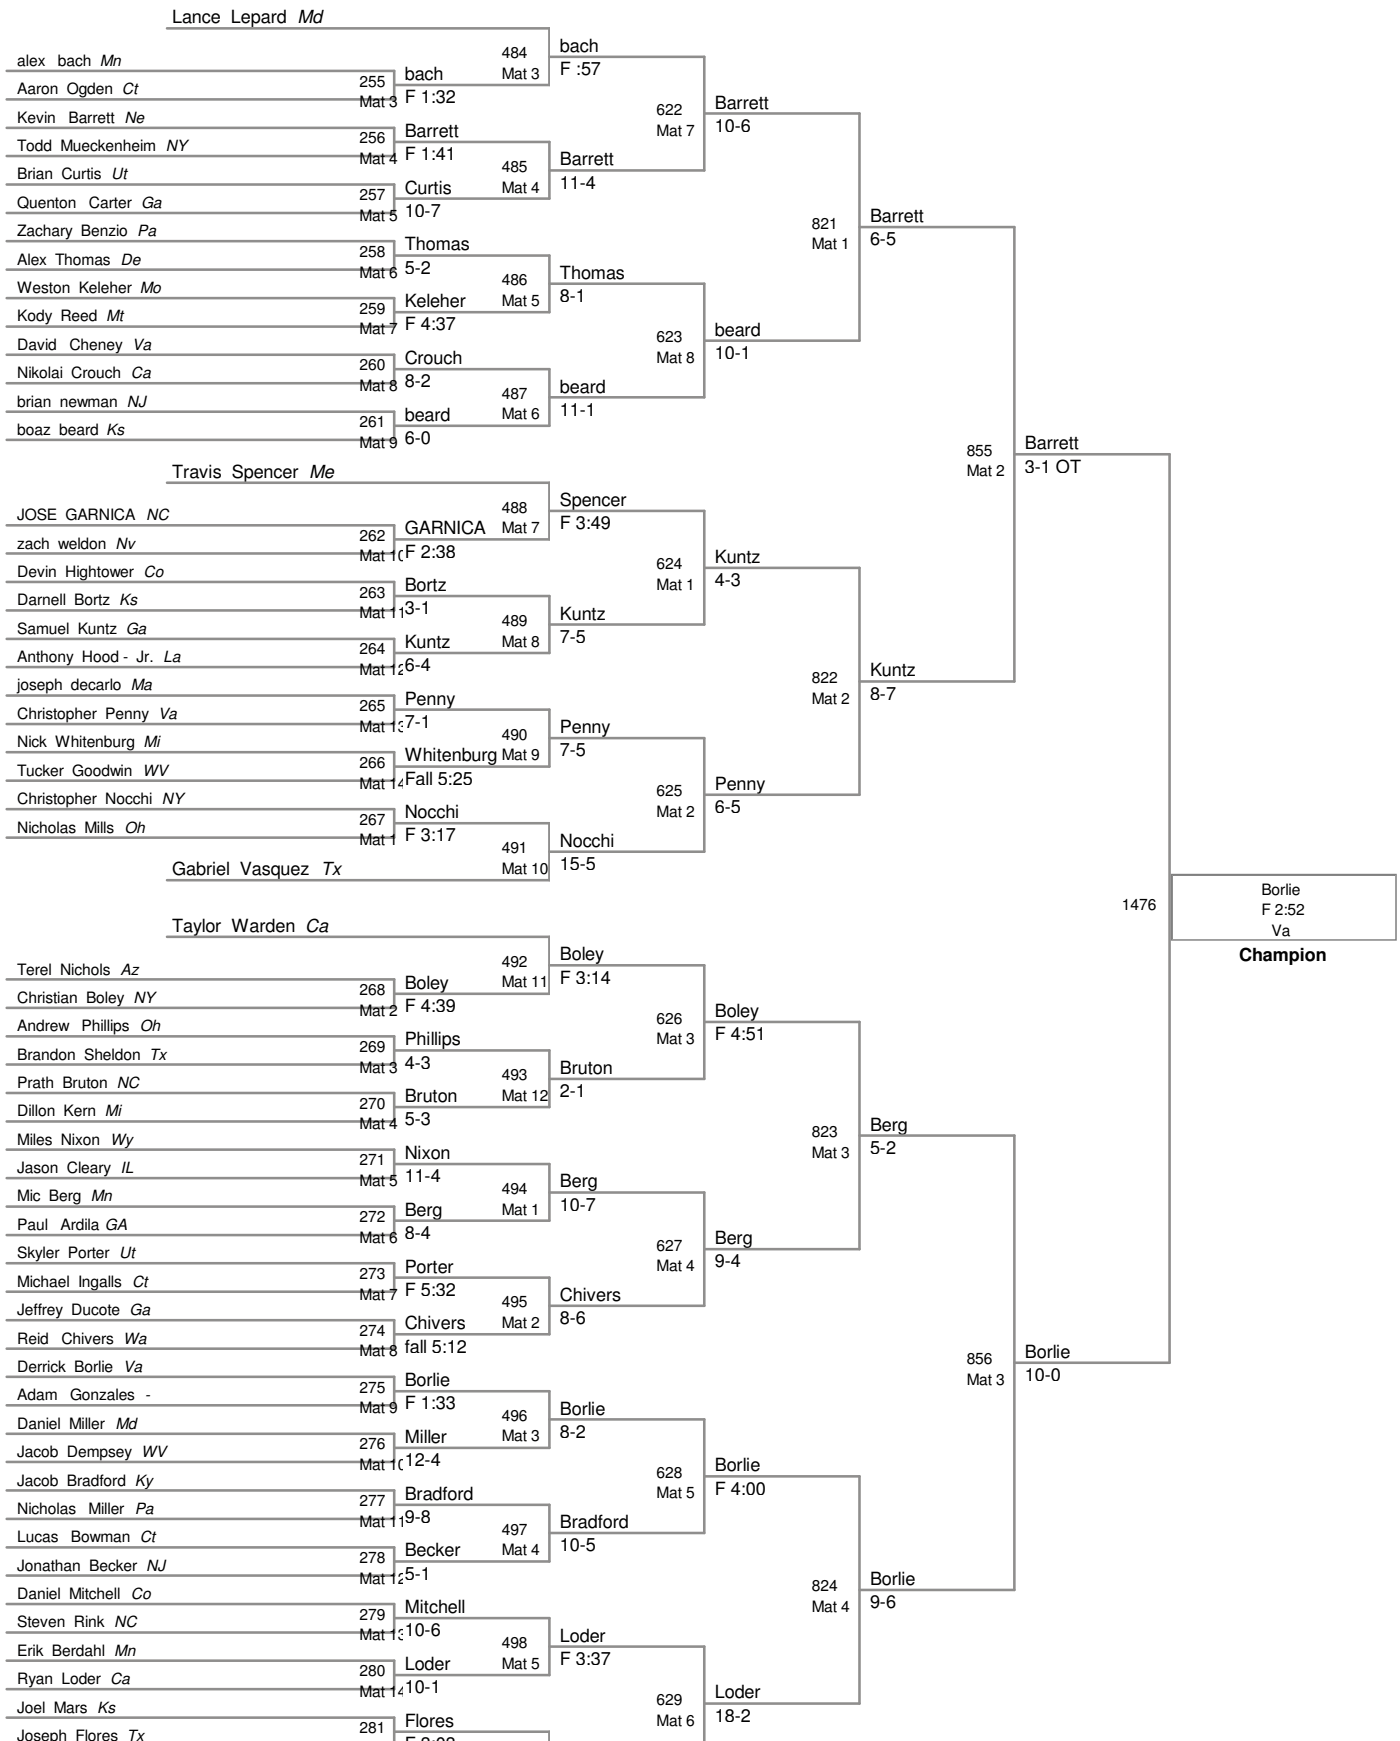 Lance Lepard Md
alex bach Mn
Aaron Ogden Ct
255
Mat 3
bach
F 1:32
484
Mat 3
bach
F :57
Kevin Barrett Ne
Todd Mueckenheim NY
256
Mat 4
Barrett
F 1:41
Brian Curtis Ut
Quenton Carter Ga
257
Mat 5
Curtis
10-7
485
Mat 4
Barrett
11-4
622
Mat 7
Barrett
10-6
Zachary Benzio Pa
Alex Thomas De
258
Mat 6
Thomas
5-2
Weston Keleher Mo
Kody Reed Mt
259
Mat 7
Keleher
F 4:37
486
Mat 5
Thomas
8-1
David Cheney Va
Nikolai Crouch Ca
260
Mat 8
Crouch
8-2
brian newman NJ
boaz beard Ks
261
Mat 9
beard
6-0
487
Mat 6
beard
11-1
623
Mat 8
beard
10-1
821
Mat 1
Barrett
6-5
Travis Spencer Me
JOSE GARNICA NC
zach weldon Nv
262
Mat 10
GARNICA
F 2:38
488
Mat 7
Spencer
F 3:49
Devin Hightower Co
Darnell Bortz Ks
263
Mat 11
Bortz
3-1
Samuel Kuntz Ga
Anthony Hood - Jr. La
264
Mat 12
Kuntz
6-4
489
Mat 8
Kuntz
7-5
624
Mat 1
Kuntz
4-3
joseph decarlo Ma
Christopher Penny Va
265
Mat 13
Penny
7-1
Nick Whitenburg Mi
Tucker Goodwin WV
266
Mat 14
Whitenburg
Fall 5:25
490
Mat 9
Penny
7-5
Christopher Nocchi NY
Nicholas Mills Oh
267
Mat 1
Nocchi
F 3:17
Gabriel Vasquez Tx
491
Mat 10
Nocchi
15-5
625
Mat 2
Penny
6-5
822
Mat 2
Kuntz
8-7
855
Mat 2
Barrett
3-1 OT
Taylor Warden Ca
Terel Nichols Az
Christian Boley NY
268
Mat 2
Boley
F 4:39
492
Mat 11
Boley
F 3:14
Andrew Phillips Oh
Brandon Sheldon Tx
269
Mat 3
Phillips
4-3
Prath Bruton NC
Dillon Kern Mi
270
Mat 4
Bruton
5-3
493
Mat 12
Bruton
2-1
626
Mat 3
Boley
F 4:51
Miles Nixon Wy
Jason Cleary IL
271
Mat 5
Nixon
11-4
Mic Berg Mn
Paul Ardila GA
272
Mat 6
Berg
8-4
494
Mat 1
Berg
10-7
Skyler Porter Ut
Michael Ingalls Ct
273
Mat 7
Porter
F 5:32
Jeffrey Ducote Ga
Reid Chivers Wa
274
Mat 8
Chivers
fall 5:12
495
Mat 2
Chivers
8-6
627
Mat 4
Berg
9-4
823
Mat 3
Berg
5-2
Derrick Borlie Va
Adam Gonzales -
275
Mat 9
Borlie
F 1:33
Daniel Miller Md
Jacob Dempsey WV
276
Mat 10
Miller
12-4
496
Mat 3
Borlie
8-2
Jacob Bradford Ky
Nicholas Miller Pa
277
Mat 11
Bradford
9-8
Lucas Bowman Ct
Jonathan Becker NJ
278
Mat 12
Becker
5-1
497
Mat 4
Bradford
10-5
628
Mat 5
Borlie
F 4:00
Daniel Mitchell Co
Steven Rink NC
279
Mat 13
Mitchell
10-6
Erik Berdahl Mn
Ryan Loder Ca
280
Mat 14
Loder
10-1
498
Mat 5
Loder
F 3:37
Joel Mars Ks
Joseph Flores Tx
281
Flores
629
Mat 6
Loder
18-2
824
Mat 4
Borlie
9-6
856
Mat 3
Borlie
10-0
1476
Borlie
F 2:52
Va
Champion